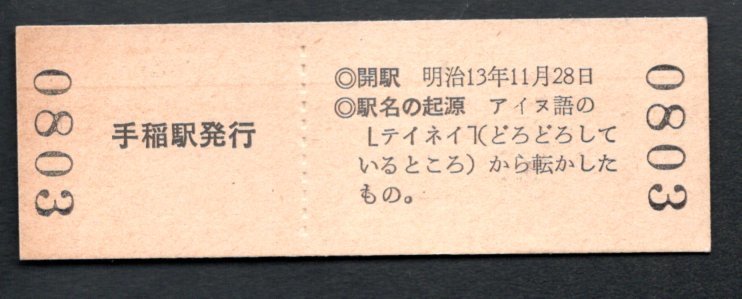 0803
手稲駅発行
◎開駅 明治13年11月28日
◎駅名の起源 アイヌ語の
「テイネイ」(どろどろして
いるところ)から転かした
もの。
0803